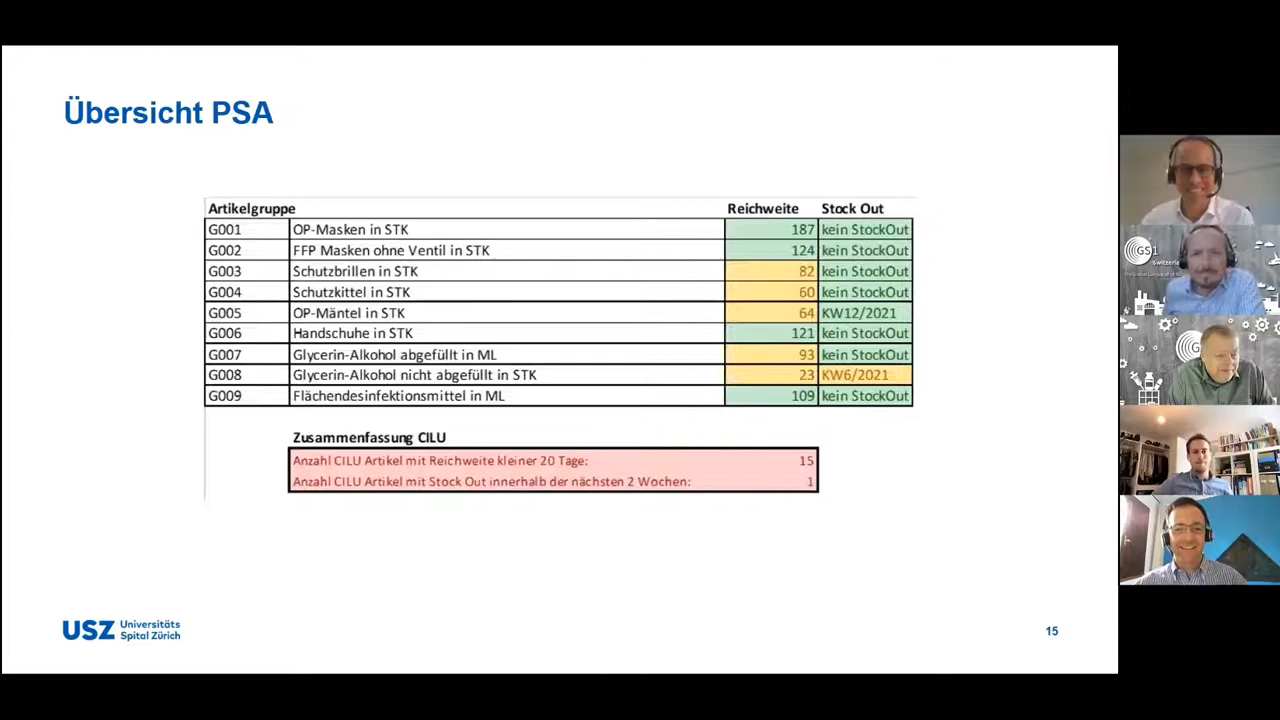 Übersicht PSA
Artikelgruppe Reichweite Stock Out
G001 OP-Masken in STK 187 kein StockOut
G002 FFP Masken ohne Ventil in STK 124 kein StockOut
G003 Schutzbrillen in STK 82 kein StockOut
G004 Schutzkittel in STK 60 kein StockOut
G005 OP-Mäntel in STK 64 KW12/2021
G006 Handschuhe in STK 121 kein StockOut
G007 Glycerin-Alkohol abgefüllt in ML 93 kein StockOut
G008 Glycerin-Alkohol nicht abgefüllt in STK 23 KW6/2021
G009 Flächendesinfektionsmittel in ML 109 kein StockOut
Zusammenfassung CILU
Anzahl CILU Artikel mit Reichweite kleiner 20 Tage: 15
Anzahl CILU Artikel mit Stock Out innerhalb der nächsten 2 Wochen: 1
USZ Universitäts
Spital Zürich
15
GS1